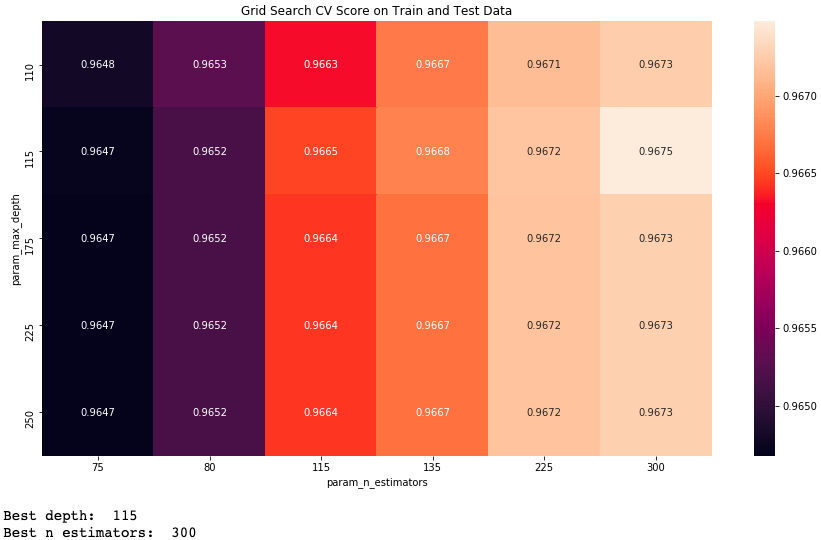 Grid Search CV Score on Train and Test Data
110 0.9648 0.9653 0.9663 0.9667 0.9671 0.9673
115 0.9647 0.9652 0.9665 0.9668 0.9672 0.9675
175 0.9647 0.9652 0.9664 0.9667 0.9672 0.9673
225 0.9647 0.9652 0.9664 0.9667 0.9672 0.9673
250 0.9647 0.9652 0.9664 0.9667 0.9672 0.9673
param_max_depth
75 80 115 135 225 300
param_n_estimators
0.9670
0.9665
0.9660
0.9655
0.9650
Best depth:  115
Best n estimators:  300